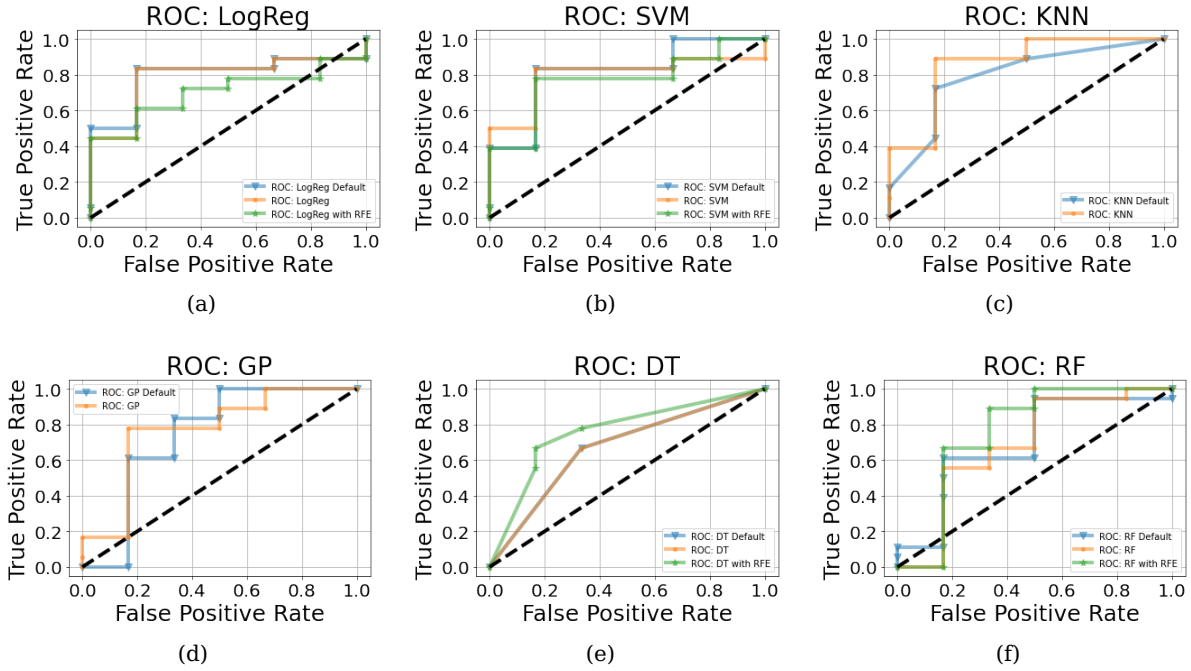 ROC: LogReg
True Positive Rate
1.0
0.8
0.6
0.4
0.2
0.0
ROC: LogReg Default
ROC: LogReg
ROC: LogReg with RFE
0.0 0.2 0.4 0.6 0.8 1.0
False Positive Rate
(a)
ROC: SVM
True Positive Rate
1.0
0.8
0.6
0.4
0.2
0.0
ROC: SVM Default
ROC: SVM
ROC: SVM with RFE
0.0 0.2 0.4 0.6 0.8 1.0
False Positive Rate
(b)
ROC: KNN
True Positive Rate
1.0
0.8
0.6
0.4
0.2
0.0
ROC: KNN Default
ROC: KNN
0.0 0.2 0.4 0.6 0.8 1.0
False Positive Rate
(c)
ROC: GP
True Positive Rate
1.0
0.8
0.6
0.4
0.2
0.0
ROC: GP Default
ROC: GP
0.0 0.2 0.4 0.6 0.8 1.0
False Positive Rate
(d)
ROC: DT
True Positive Rate
1.0
0.8
0.6
0.4
0.2
0.0
ROC: DT Default
ROC: DT
ROC: DT with RFE
0.0 0.2 0.4 0.6 0.8 1.0
False Positive Rate
(e)
ROC: RF
True Positive Rate
1.0
0.8
0.6
0.4
0.2
0.0
ROC: RF Default
ROC: RF
ROC: RF with RFE
0.0 0.2 0.4 0.6 0.8 1.0
False Positive Rate
(f)